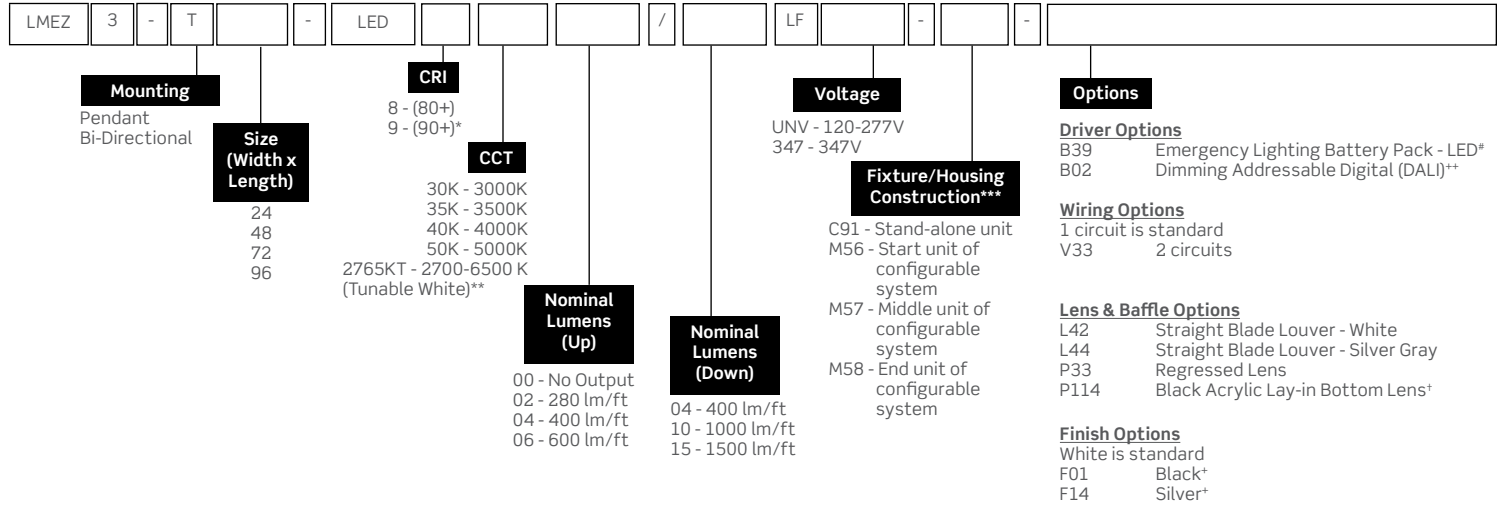 LMEZ 3 - T - LED / LF - -
Mounting
Pendant
Bi-Directional
Size
(Width x
Length)
24
48
72
96
CRI
8 - (80+)
9 - (90+)*
CCT
30K - 3000K
35K - 3500K
40K - 4000K
50K - 5000K
2765KT - 2700-6500 K
(Tunable White)**
Nominal
Lumens
(Up)
00 - No Output
02 - 280 lm/ft
04 - 400 lm/ft
06 - 600 lm/ft
Nominal
Lumens
(Down)
04 - 400 lm/ft
10 - 1000 lm/ft
15 - 1500 lm/ft
Voltage
UNV - 120-277V
347 - 347V
Fixture/Housing
Construction***
C91 - Stand-alone unit
M56 - Start unit of
configurable
system
M57 - Middle unit of
configurable
system
M58 - End unit of
configurable
system
Options
Driver Options
B39 Emergency Lighting Battery Pack - LED#
B02 Dimming Addressable Digital (DALI)++
Wiring Options
1 circuit is standard
V33 2 circuits
Lens & Baffle Options
L42 Straight Blade Louver - White
L44 Straight Blade Louver - Silver Gray
P33 Regressed Lens
P114 Black Acrylic Lay-in Bottom Lens+
Finish Options
White is standard
F01 Black+
F14 Silver+